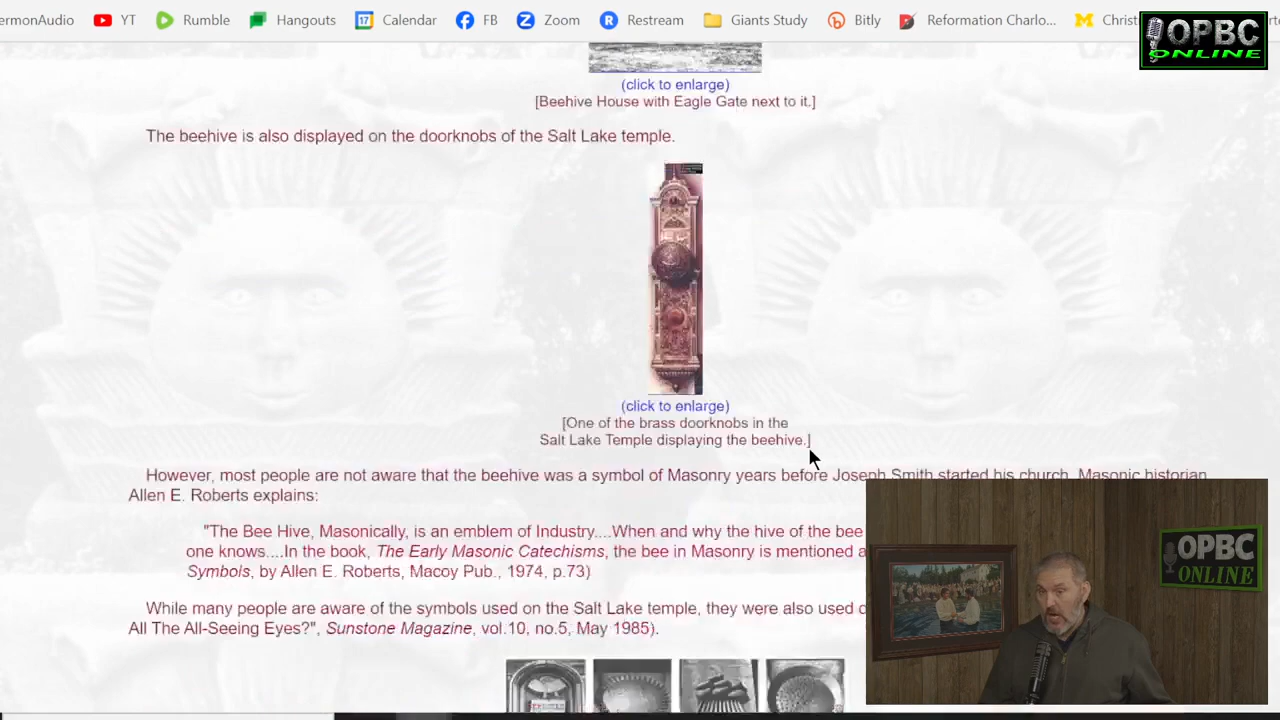 ermonAudio YT Rumble Hangouts 17 Calendar FB Zoom Restream Giants Study Bitly Reformation Charlo... Christ
OPBC
ONLINE
(click to enlarge)
[Beehive House with Eagle Gate next to it.]
The beehive is also displayed on the doorknobs of the Salt Lake temple.
(click to enlarge)
[One of the brass doorknobs in the
Salt Lake Temple displaying the beehive.]
However, most people are not aware that the beehive was a symbol of Masonry years before Joseph Smith started his church. Masonic historian
Allen E. Roberts explains:
"The Bee Hive, Masonically, is an emblem of Industry....When and why the hive of the bee
one knows....In the book, The Early Masonic Catechisms, the bee in Masonry is mentioned a
Symbols, by Allen E. Roberts, Macoy Pub., 1974, p.73)
While many people are aware of the symbols used on the Salt Lake temple, they were also used
All The All-Seeing Eyes?", Sunstone Magazine, vol.10, no.5, May 1985).
OPBC
ONLINE